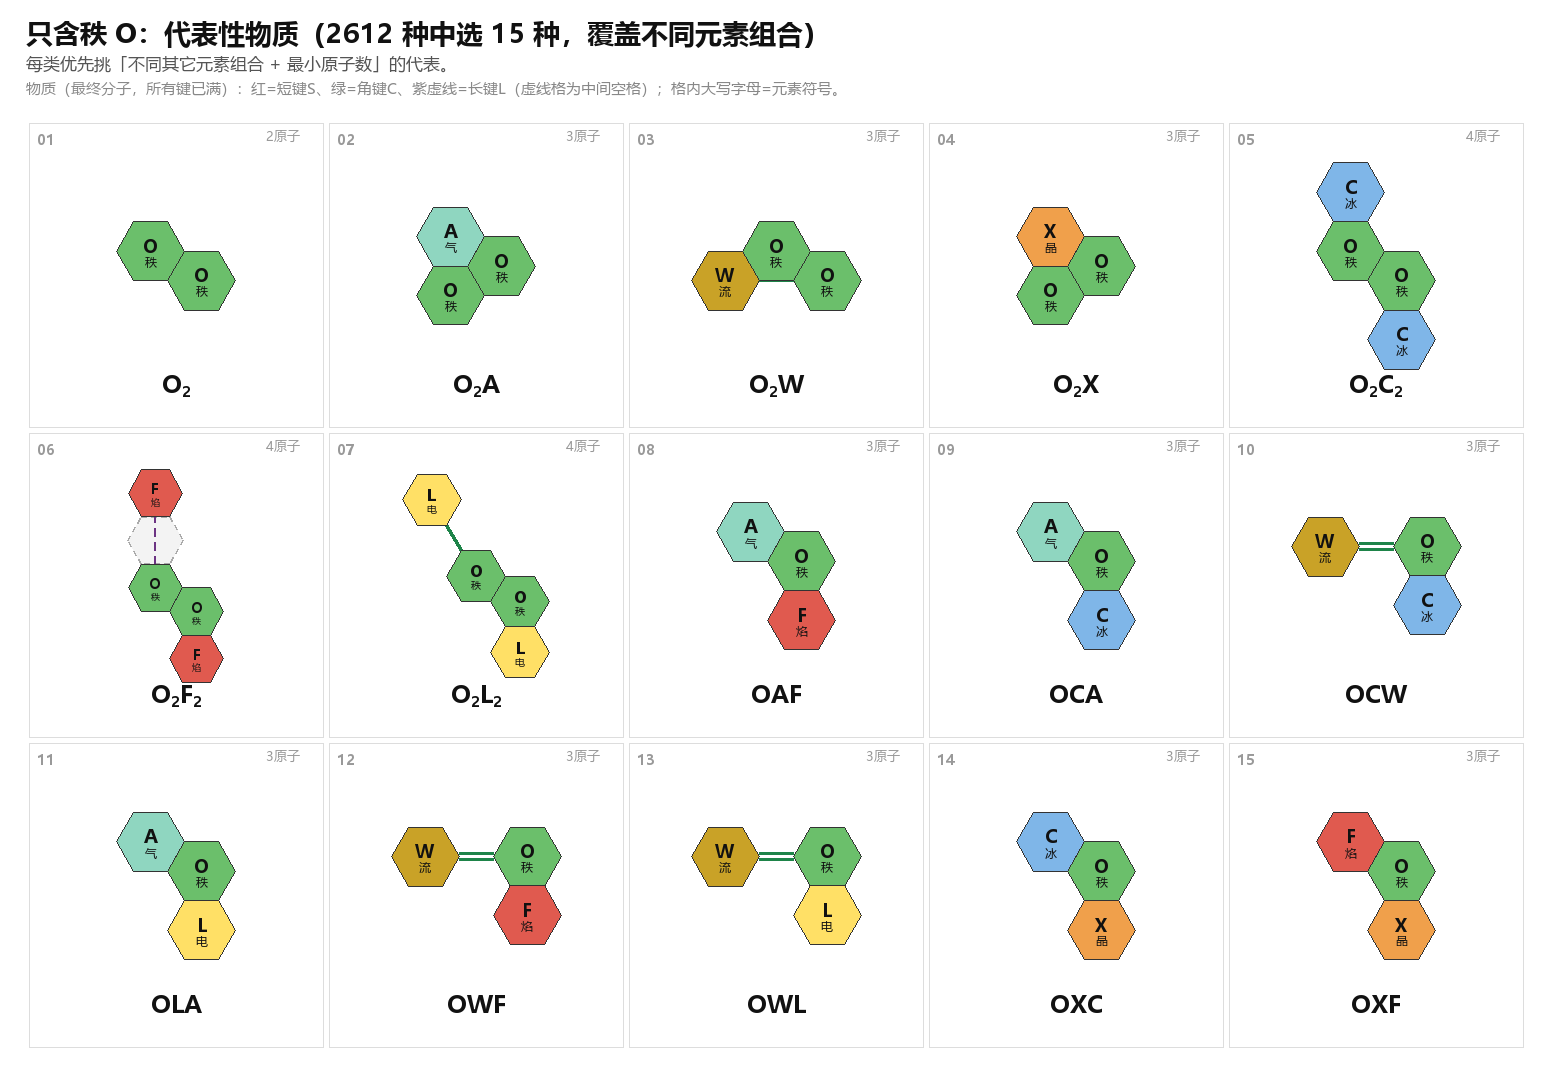 只含秩 O：代表性物质（2612 种中选 15 种，覆盖不同元素组合）
每类优先挑「不同其它元素组合 + 最小原子数」的代表。
物质（最终分子，所有键已满）：红=短键S、绿=角键C、紫虚线=长键L（虚线格为中间空格）；格内大写字母=元素符号。
01 2原子
O 秩
O 秩
O₂
02 3原子
A 气
O 秩
O 秩
O₂A
03 3原子
O 秩
W 流
O 秩
O₂W
04 3原子
X 晶
O 秩
O 秩
O₂X
05 4原子
C 冰
O 秩
O 秩
C 冰
O₂C₂
06 4原子
F 焰
O 秩
O 秩
F 焰
O₂F₂
07 4原子
L 电
O 秩
O 秩
L 电
O₂L₂
08 3原子
A 气
O 秩
F 焰
OAF
09 3原子
A 气
O 秩
C 冰
OCA
10 3原子
W 流
O 秩
C 冰
OCW
11 3原子
A 气
O 秩
L 电
OLA
12 3原子
W 流
O 秩
F 焰
OWF
13 3原子
W 流
O 秩
L 电
OWL
14 3原子
C 冰
O 秩
X 晶
OXC
15 3原子
F 焰
O 秩
X 晶
OXF